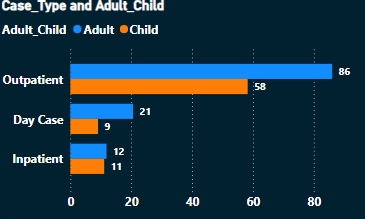 Case_Type and Adult_Child
Adult_Child Adult Child
Outpatient 86
58
Day Case 21
9
Inpatient 12
11
0 20 40 60 80